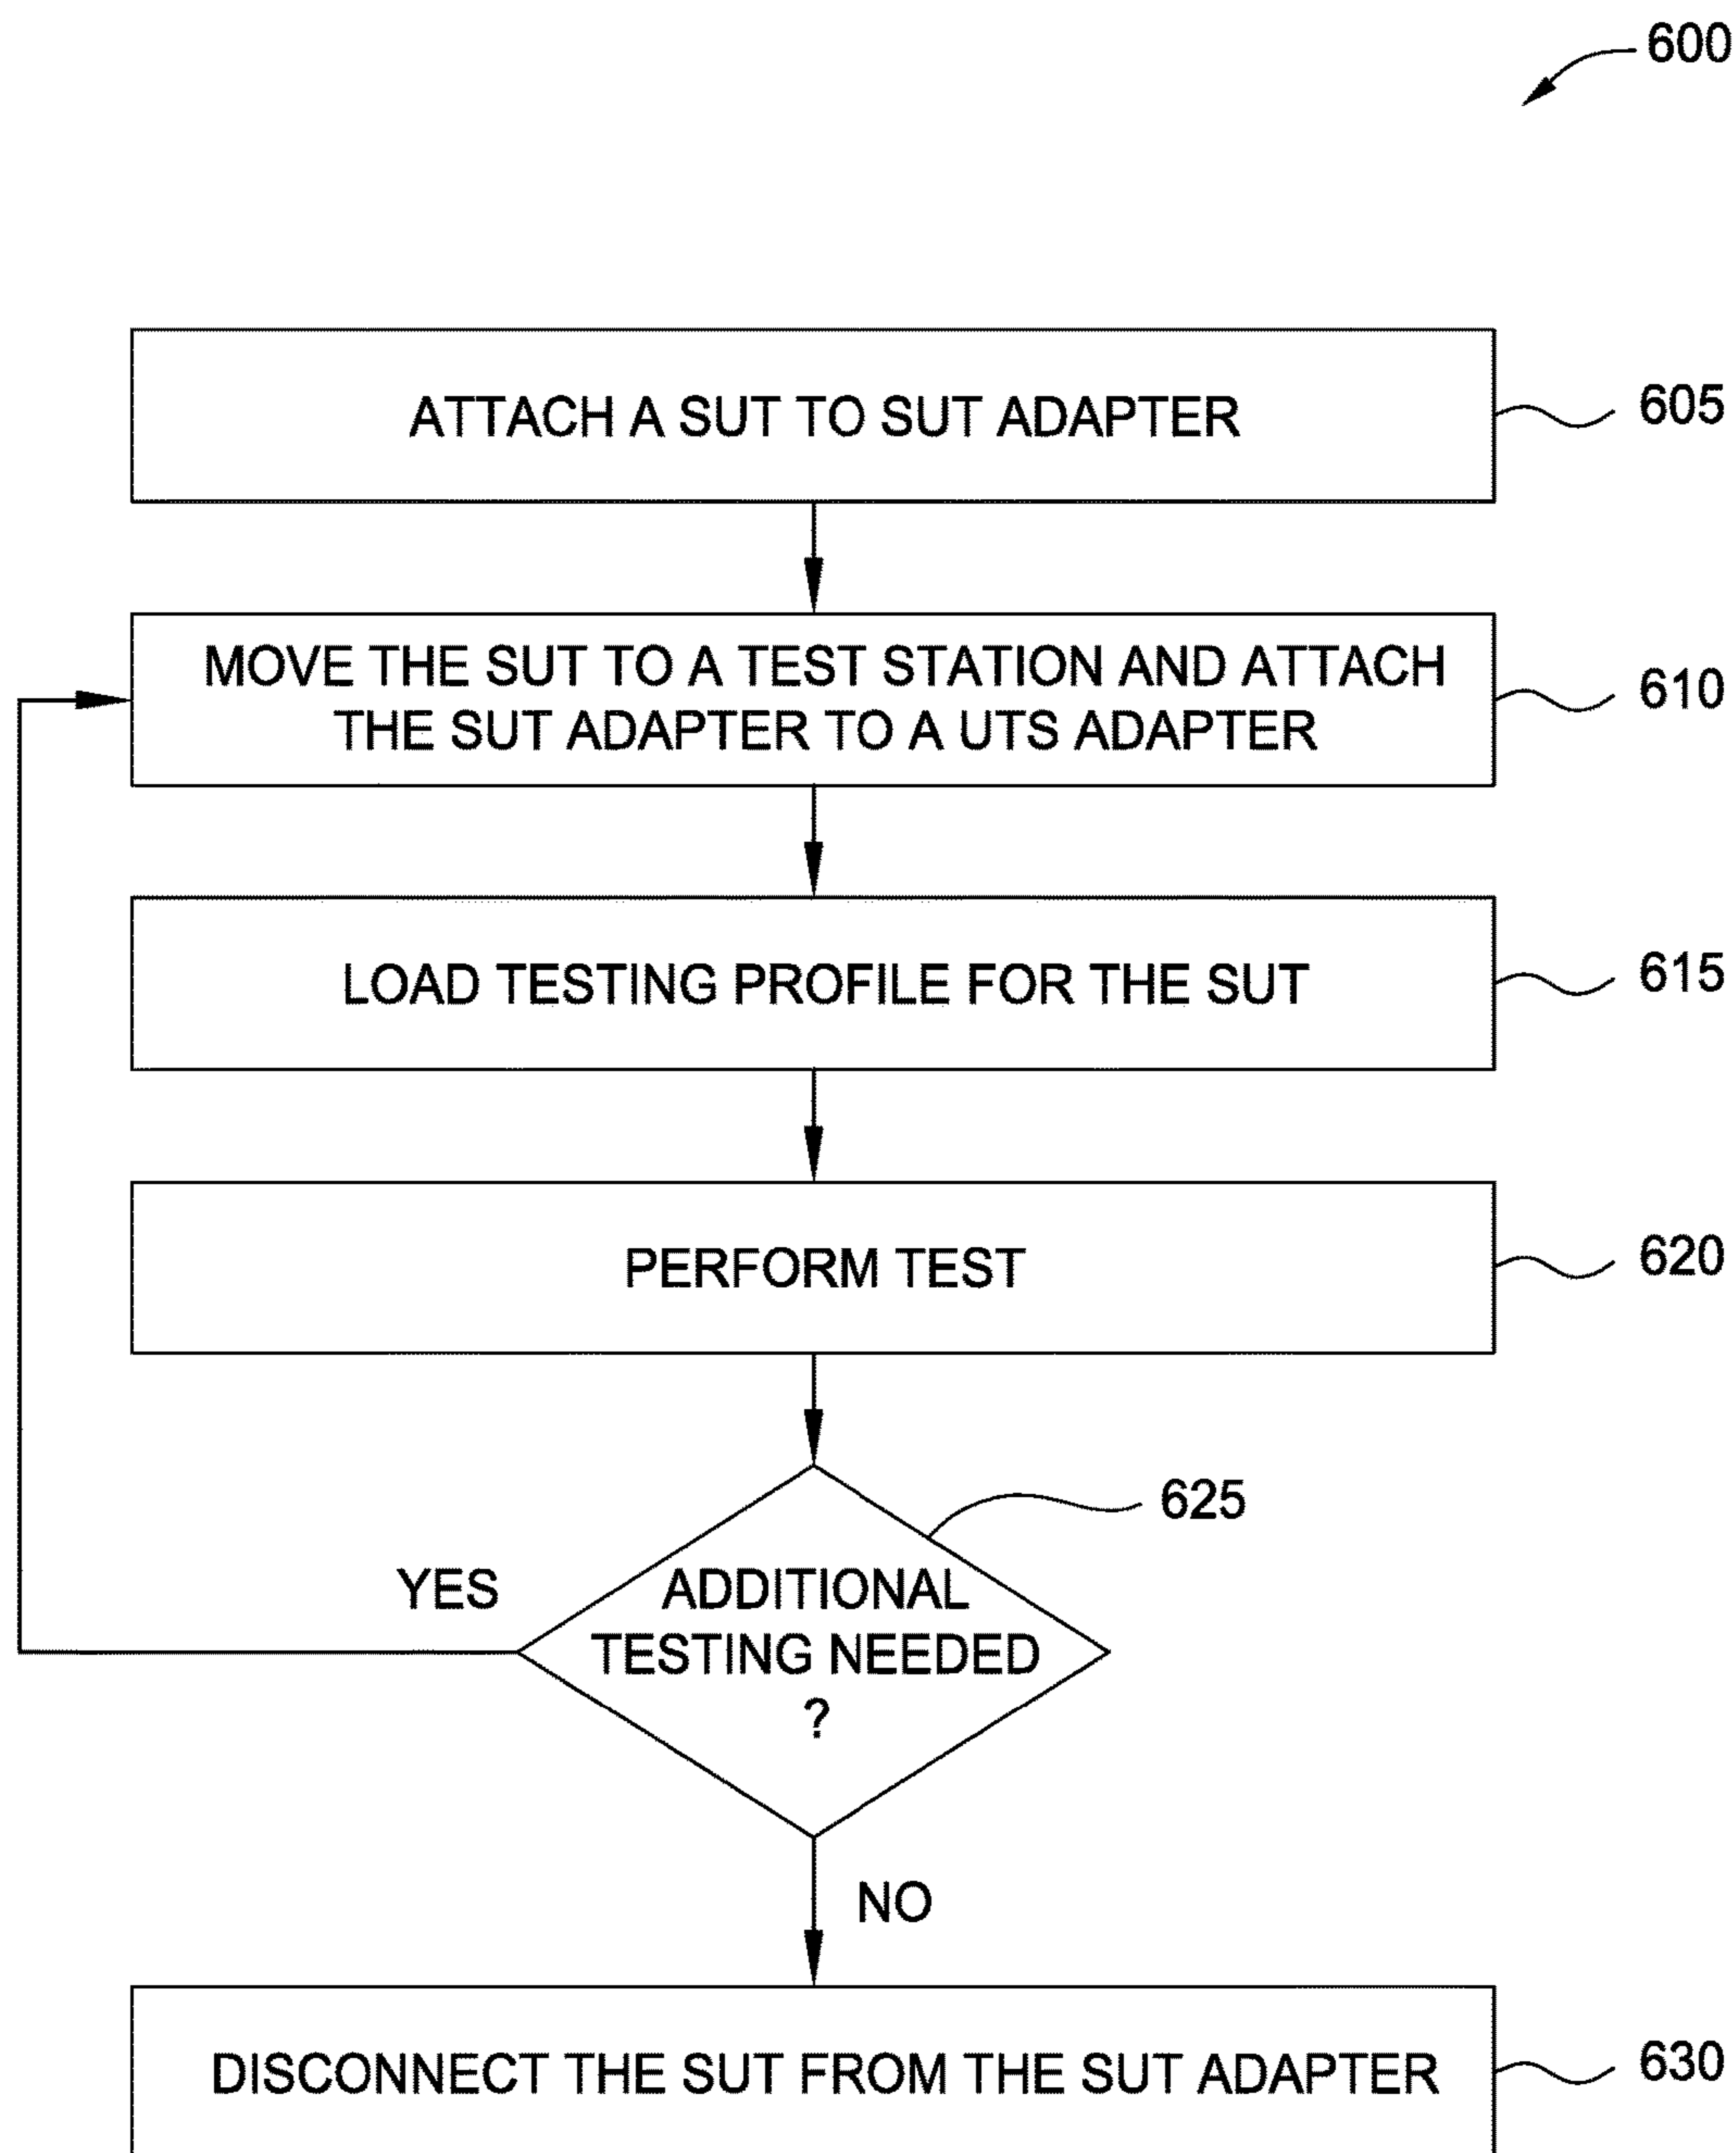 600
ATTACH A SUT TO SUT ADAPTER
605
MOVE THE SUT TO A TEST STATION AND ATTACH
THE SUT ADAPTER TO A UTS ADAPTER
610
LOAD TESTING PROFILE FOR THE SUT
615
PERFORM TEST
620
625
YES
ADDITIONAL
TESTING NEEDED
?
NO
DISCONNECT THE SUT FROM THE SUT ADAPTER
630